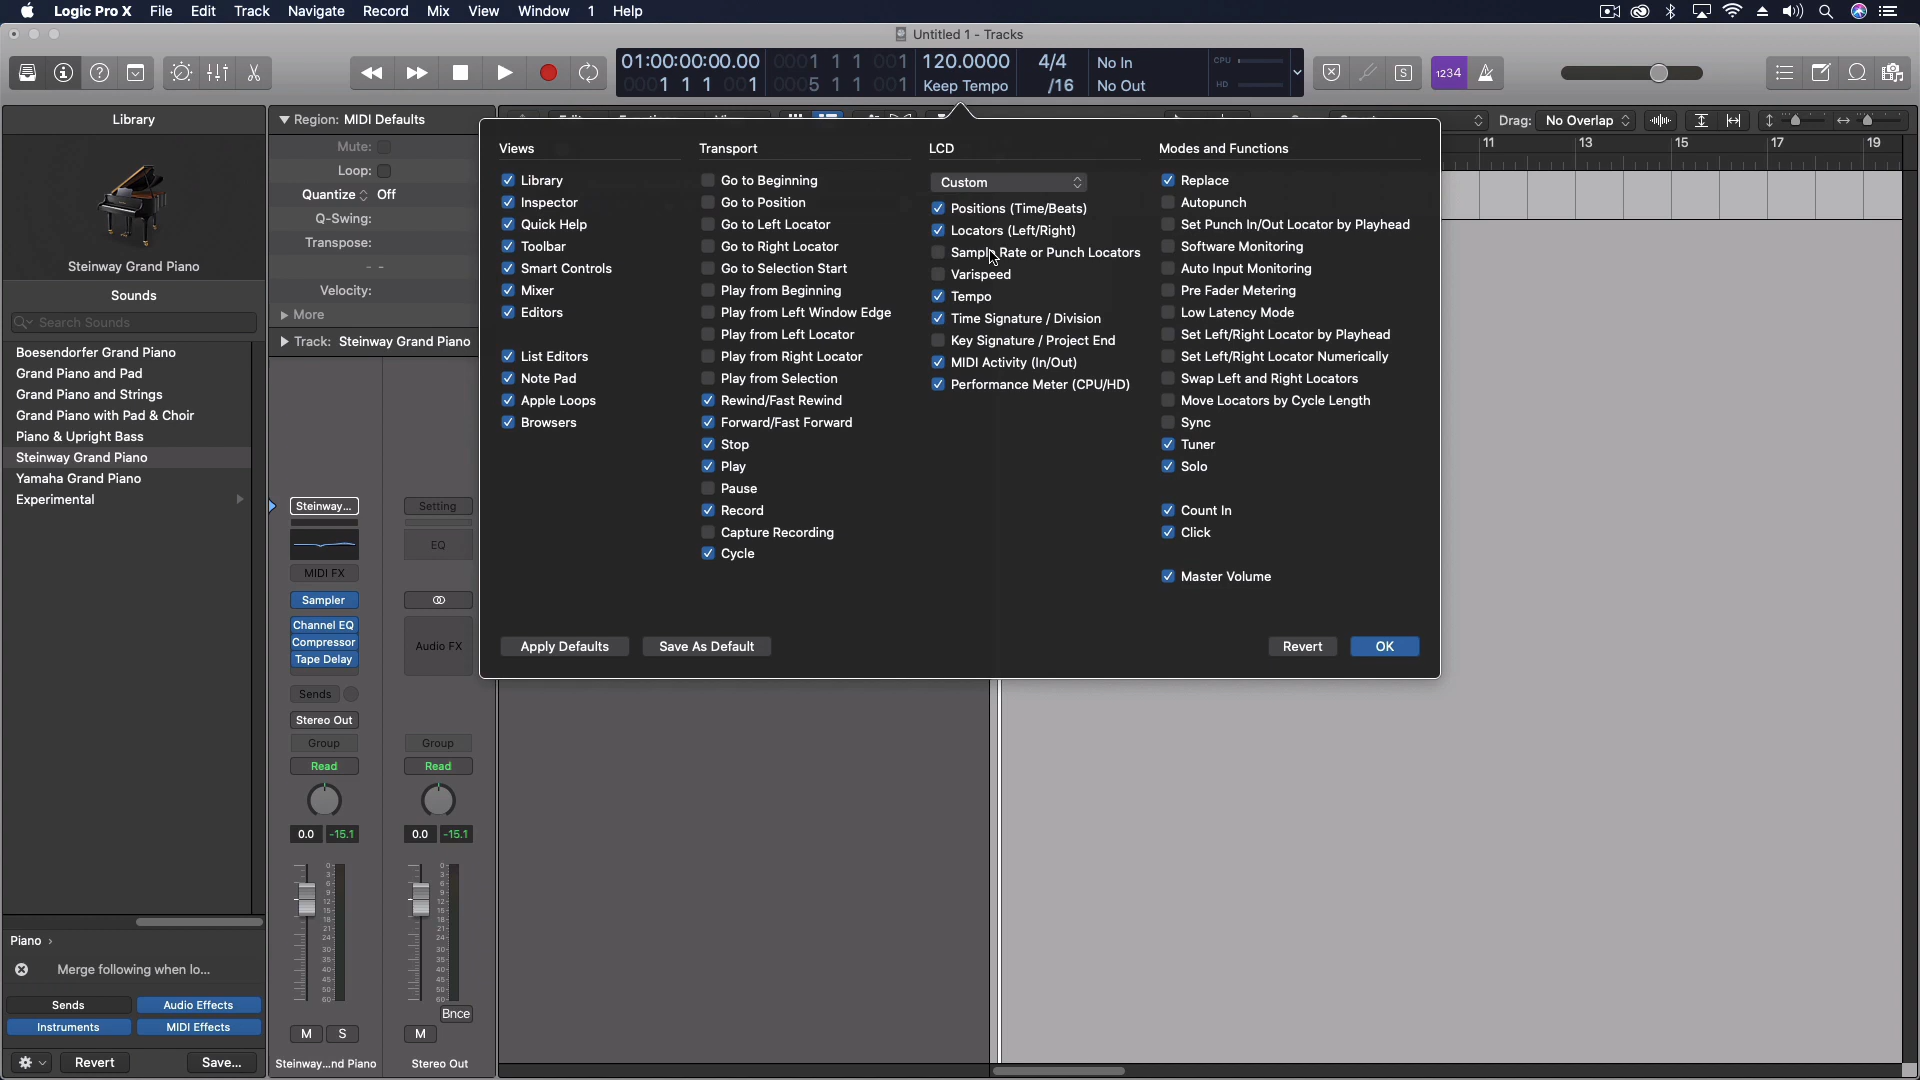 Logic Pro X File Edit Track Navigate Record Mix View Window 1 Help
Untitled 1 - Tracks
01:00:00:00.00
0001 1 1 001
0001 1 1 001
0005 1 1 001
120.0000
Keep Tempo
4/4
/16
No In
No Out
CPU
HD
1234
Library
Steinway Grand Piano
Sounds
Search Sounds
Boesendorfer Grand Piano
Grand Piano and Pad
Grand Piano and Strings
Grand Piano with Pad & Choir
Piano & Upright Bass
Steinway Grand Piano
Yamaha Grand Piano
Experimental
Piano
Merge following when lo...
Sends
Audio Effects
Instruments
MIDI Effects
Revert
Save...
Region: MIDI Defaults
Mute:
Loop:
Quantize Off
Q-Swing:
Transpose:
- -
Velocity:
More
Track: Steinway Grand Piano
Steinway...
MIDI FX
Sampler
Channel EQ
Compressor
Tape Delay
Sends
Stereo Out
Group
Read
0.0 -15.1
M S
Steinway...nd Piano
Setting
EQ
Audio FX
Group
Read
0.0 -15.1
Bnce
M
Stereo Out
Views
Library
Inspector
Quick Help
Toolbar
Smart Controls
Mixer
Editors
List Editors
Note Pad
Apple Loops
Browsers
Transport
Go to Beginning
Go to Position
Go to Left Locator
Go to Right Locator
Go to Selection Start
Play from Beginning
Play from Left Window Edge
Play from Left Locator
Play from Right Locator
Play from Selection
Rewind/Fast Rewind
Forward/Fast Forward
Stop
Play
Pause
Record
Capture Recording
Cycle
LCD
Custom
Positions (Time/Beats)
Locators (Left/Right)
Sample Rate or Punch Locators
Varispeed
Tempo
Time Signature / Division
Key Signature / Project End
MIDI Activity (In/Out)
Performance Meter (CPU/HD)
Modes and Functions
Replace
Autopunch
Set Punch In/Out Locator by Playhead
Software Monitoring
Auto Input Monitoring
Pre Fader Metering
Low Latency Mode
Set Left/Right Locator by Playhead
Set Left/Right Locator Numerically
Swap Left and Right Locators
Move Locators by Cycle Length
Sync
Tuner
Solo
Count In
Click
Master Volume
Apply Defaults
Save As Default
Revert
OK
Drag: No Overlap
11 13 15 17 19